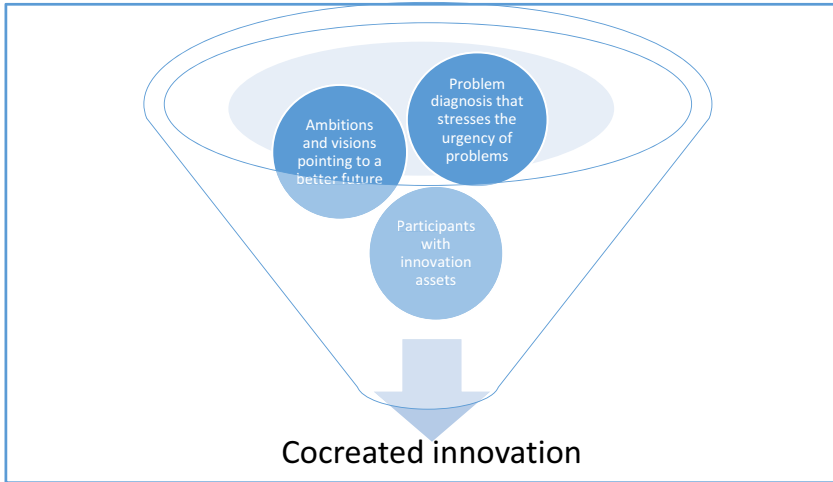 Problem
diagnosis that
stresses the
urgency of
problems
Ambitions
and visions
pointing to a
better future
Participants
with
innovation
assets
Cocreated innovation